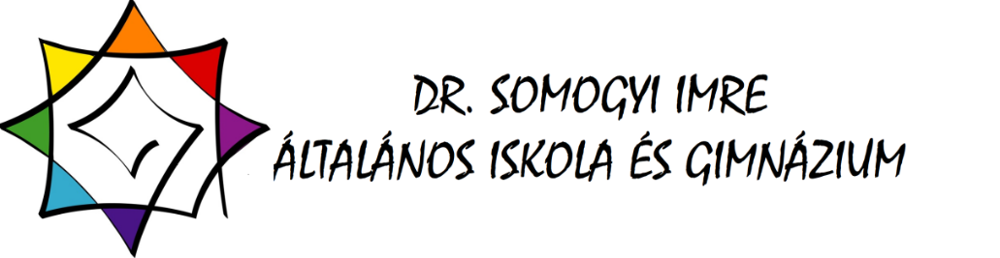 DR. SOMOGYI IMRE
ÁLTALÁNOS ISKOLA ÉS GIMNÁZIUM